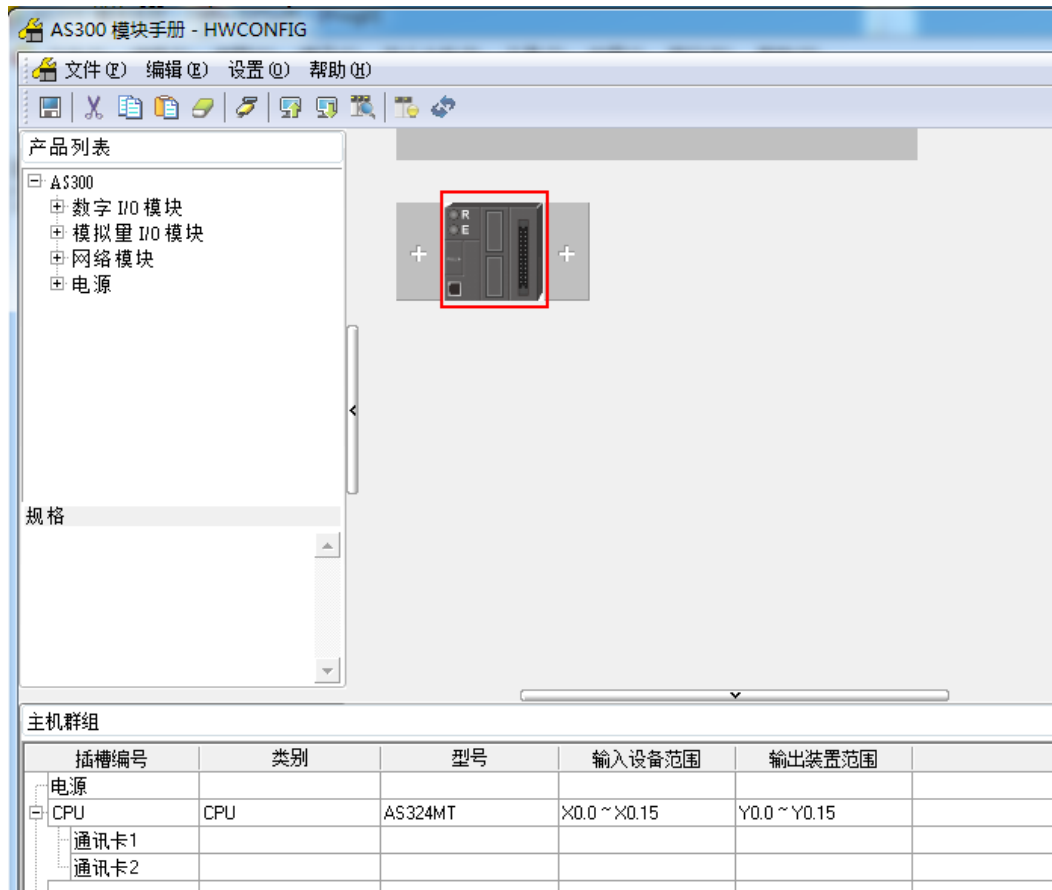 AS300 模块手册 - HWCONFIG
文件(F) 编辑(E) 设置(O) 帮助(H)
产品列表
AS300
数字 I/O 模块
模拟量 I/O 模块
网络模块
电源
R
E
规格
主机群组
插槽编号 类别 型号 输入设备范围 输出装置范围
电源
CPU CPU AS324MT X0.0 ~ X0.15 Y0.0 ~ Y0.15
通讯卡1
通讯卡2